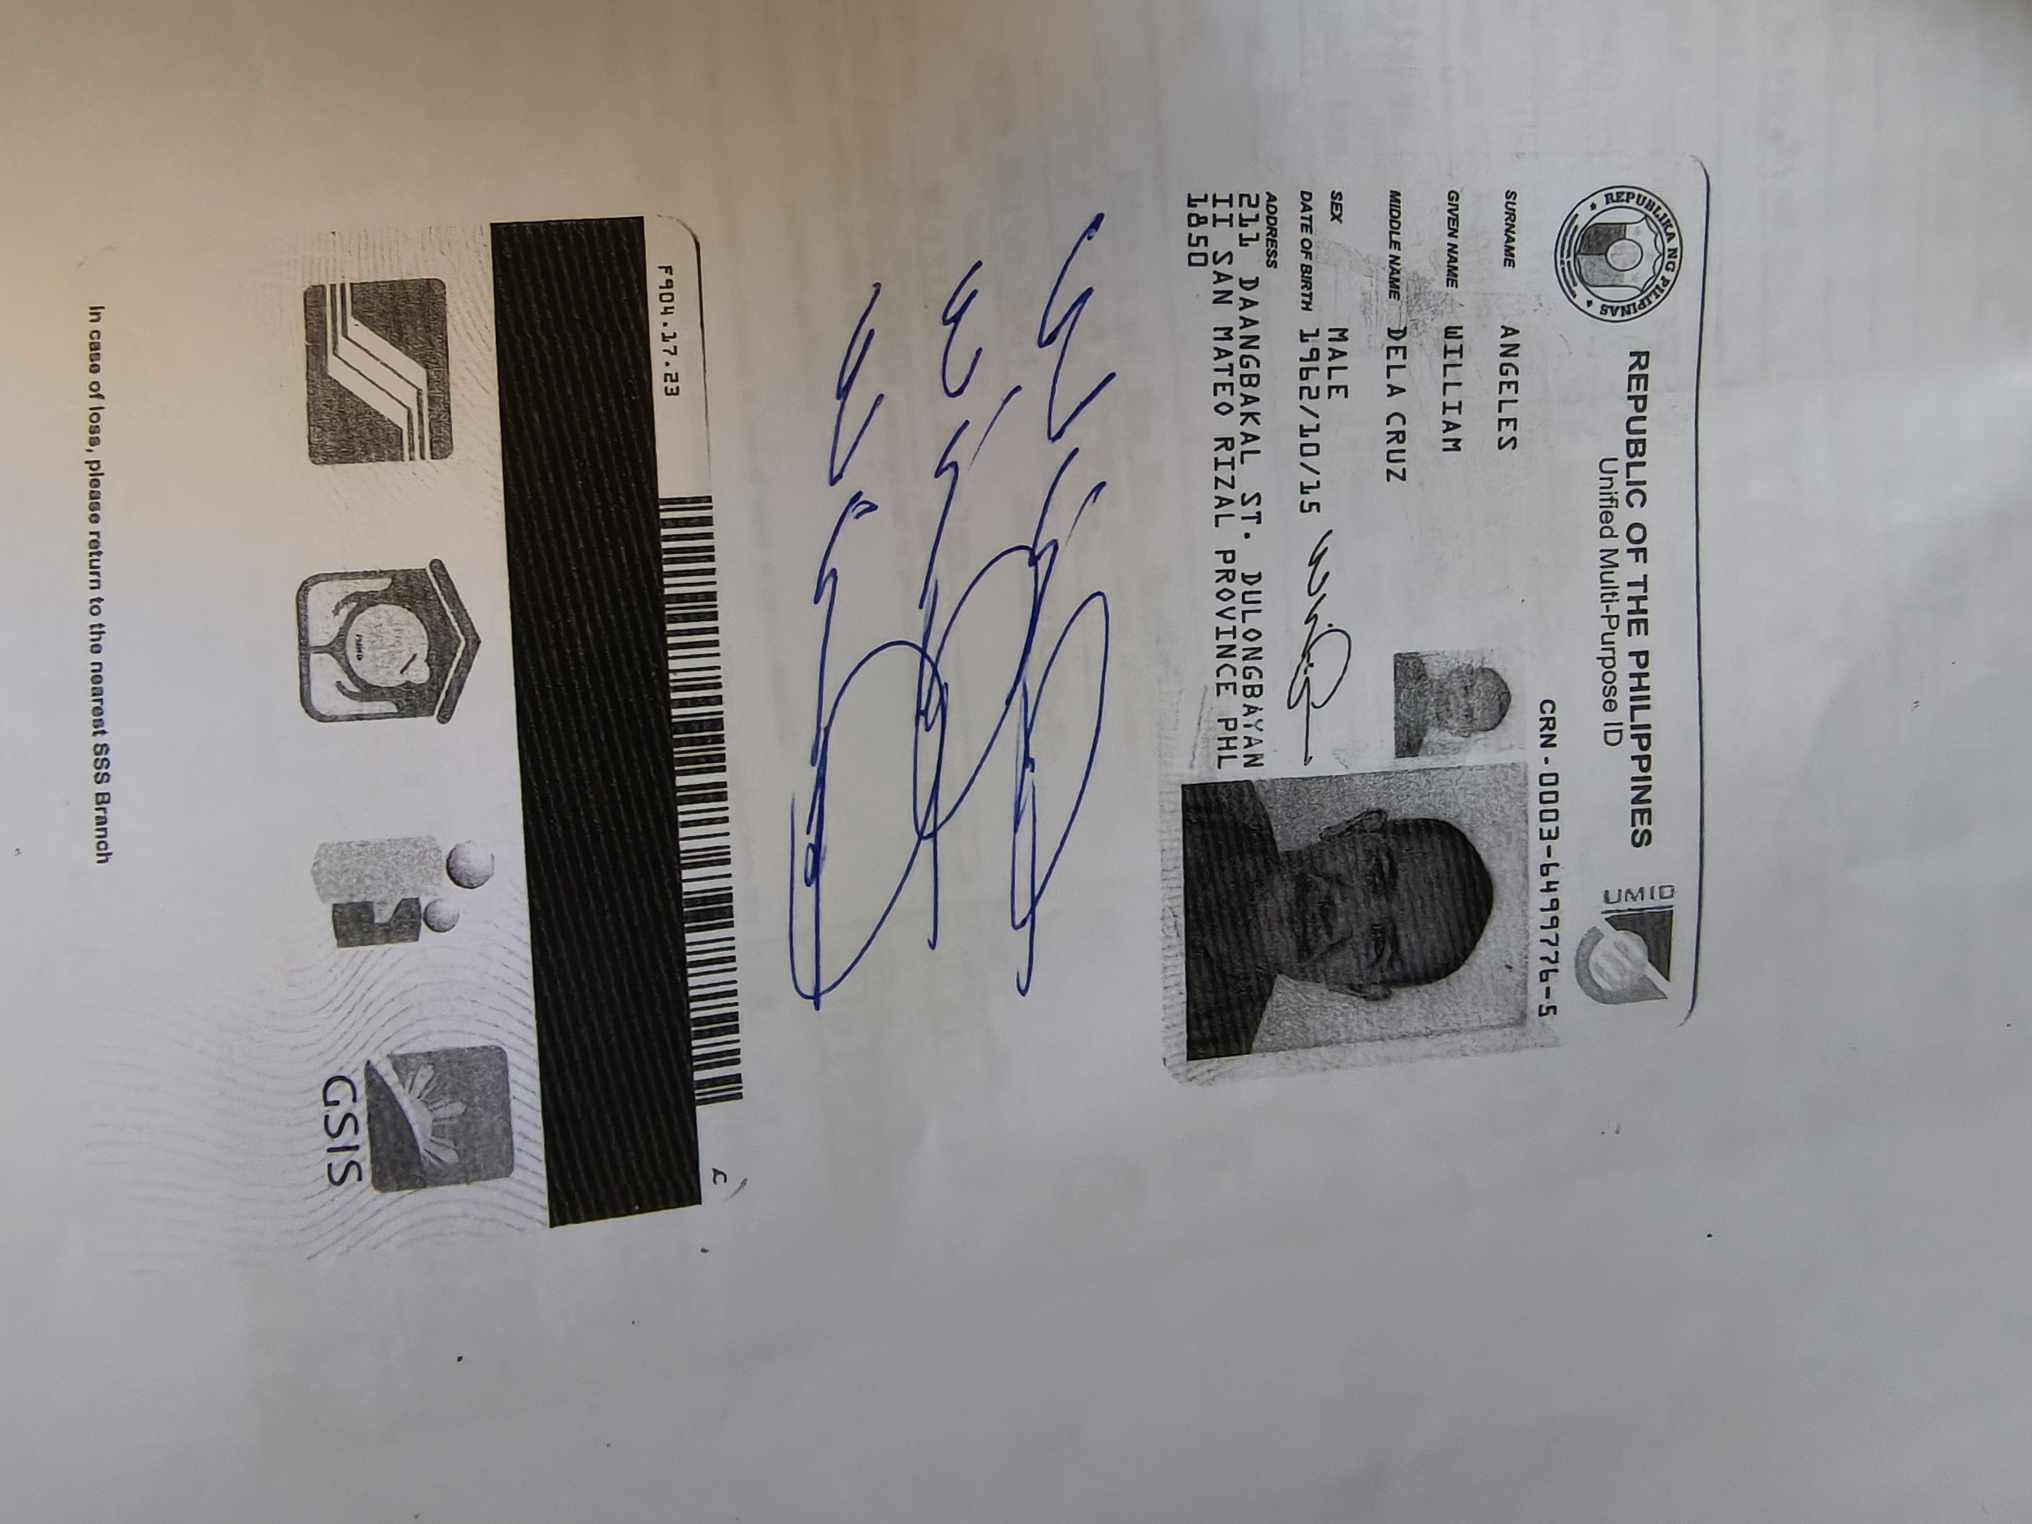 REPUBLIKA NG PILIPINAS
REPUBLIC OF THE PHILIPPINES
Unified Multi-Purpose ID
UMID
CRN-0003-6499776-5
SURNAME ANGELES
GIVEN NAME WILLIAM
MIDDLE NAME DELA CRUZ
SEX MALE
DATE OF BIRTH 1962/10/15
ADDRESS
211 DAANGBAKAL ST. DULONGBAYAN
II SAN MATEO RIZAL PROVINCE PHL
1850
F904.17.23
GSIS
In case of loss, please return to the nearest SSS Branch